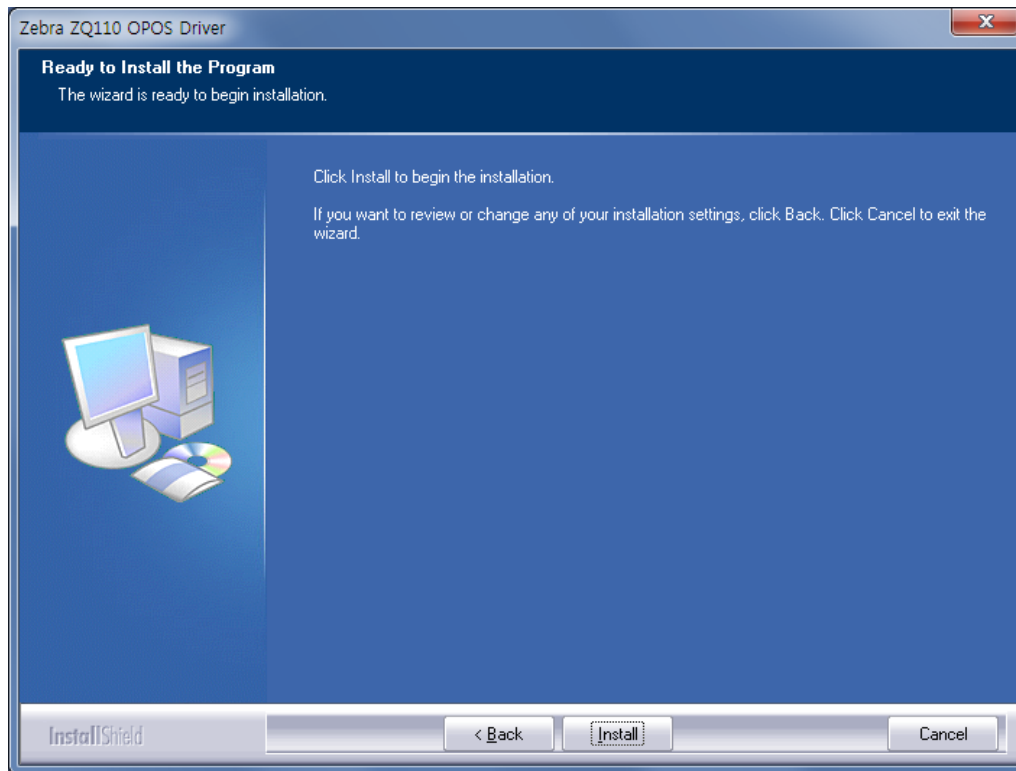 Zebra ZQ110 OPOS Driver
Ready to Install the Program
The wizard is ready to begin installation.
Click Install to begin the installation.
If you want to review or change any of your installation settings, click Back. Click Cancel to exit the
wizard.
InstallShield
< Back
Install
Cancel